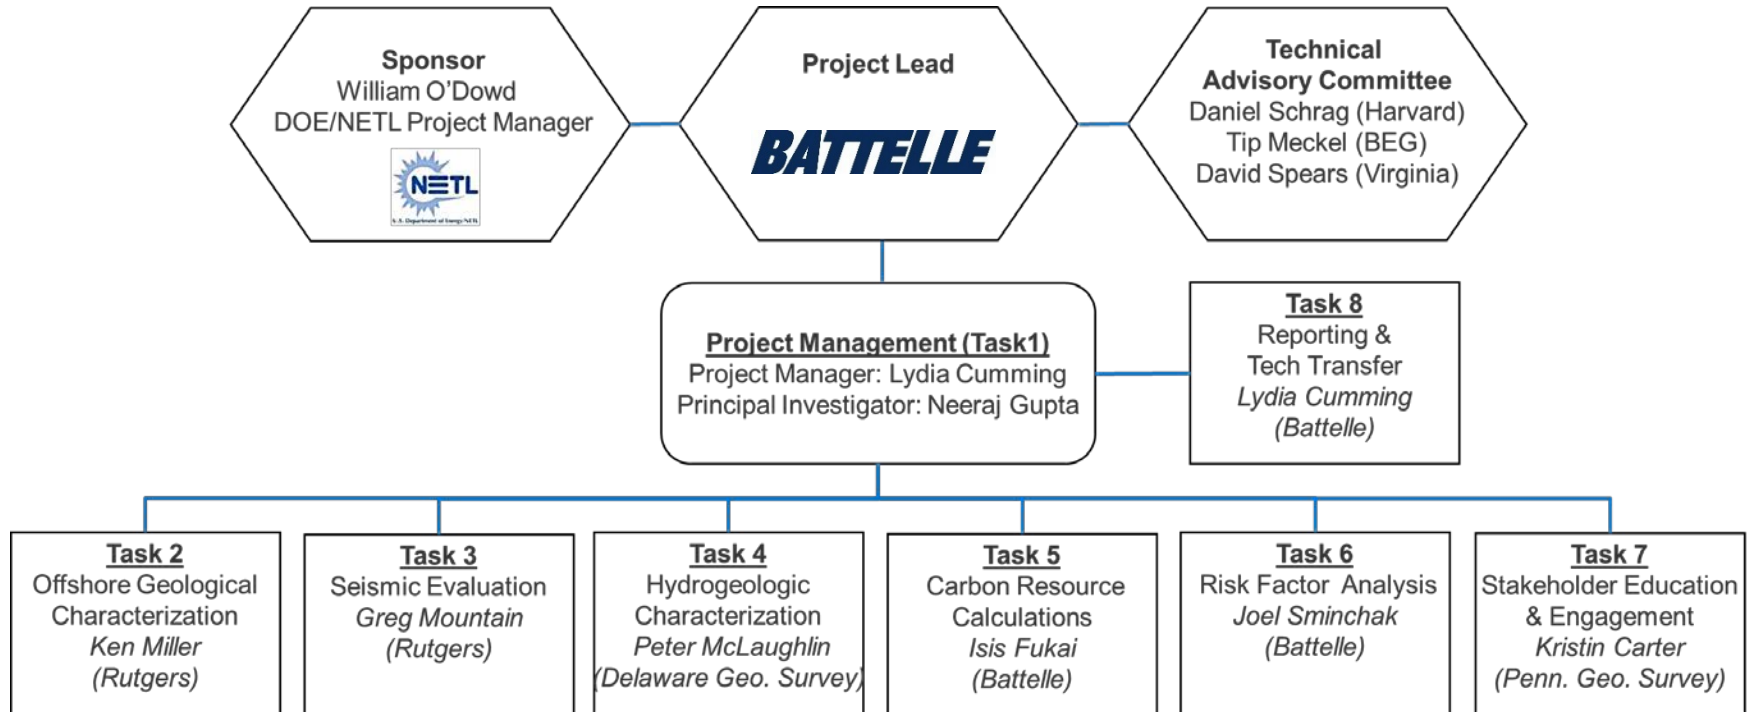 Sponsor
William O'Dowd
DOE/NETL Project Manager
NETL
U.S. Department of Energy NETL
Project Lead
BATTELLE
Technical
Advisory Committee
Daniel Schrag (Harvard)
Tip Meckel (BEG)
David Spears (Virginia)
Project Management (Task1)
Project Manager: Lydia Cumming
Principal Investigator: Neeraj Gupta
Task 8
Reporting &
Tech Transfer
Lydia Cumming
(Battelle)
Task 2
Offshore Geological
Characterization
Ken Miller
(Rutgers)
Task 3
Seismic Evaluation
Greg Mountain
(Rutgers)
Task 4
Hydrogeologic
Characterization
Peter McLaughlin
(Delaware Geo. Survey)
Task 5
Carbon Resource
Calculations
Isis Fukai
(Battelle)
Task 6
Risk Factor Analysis
Joel Sminchak
(Battelle)
Task 7
Stakeholder Education
& Engagement
Kristin Carter
(Penn. Geo. Survey)